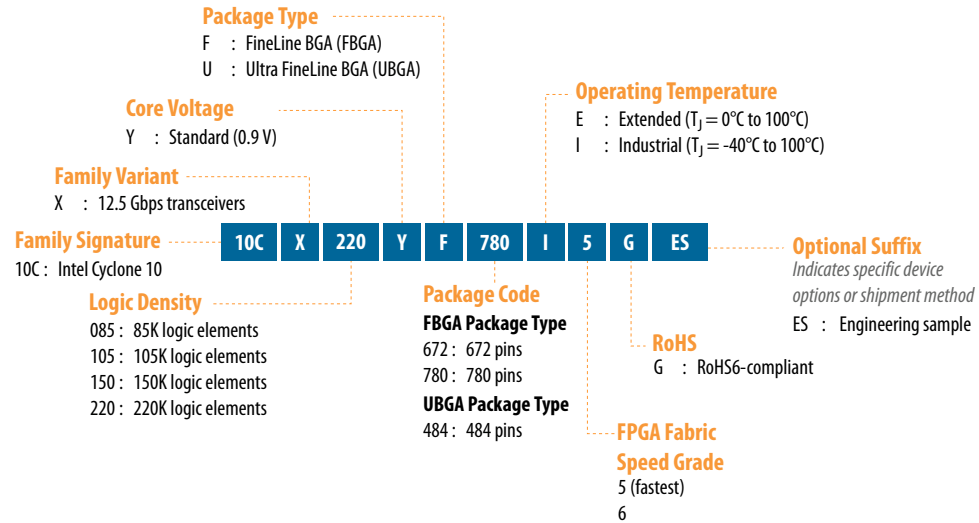 Package Type
F : FineLine BGA (FBGA)
U : Ultra FineLine BGA (UBGA)
Operating Temperature
E : Extended (TJ = 0°C to 100°C)
I : Industrial (TJ = -40°C to 100°C)
Core Voltage
Y : Standard (0.9 V)
Family Variant
X : 12.5 Gbps transceivers
Family Signature
10C : Intel Cyclone 10
10C X 220 Y F 780 I 5 G ES
Optional Suffix
Indicates specific device
options or shipment method
ES : Engineering sample
Logic Density
085 : 85K logic elements
105 : 105K logic elements
150 : 150K logic elements
220 : 220K logic elements
Package Code
FBGA Package Type
672 : 672 pins
780 : 780 pins
UBGA Package Type
484 : 484 pins
RoHS
G : RoHS6-compliant
FPGA Fabric
Speed Grade
5 (fastest)
6